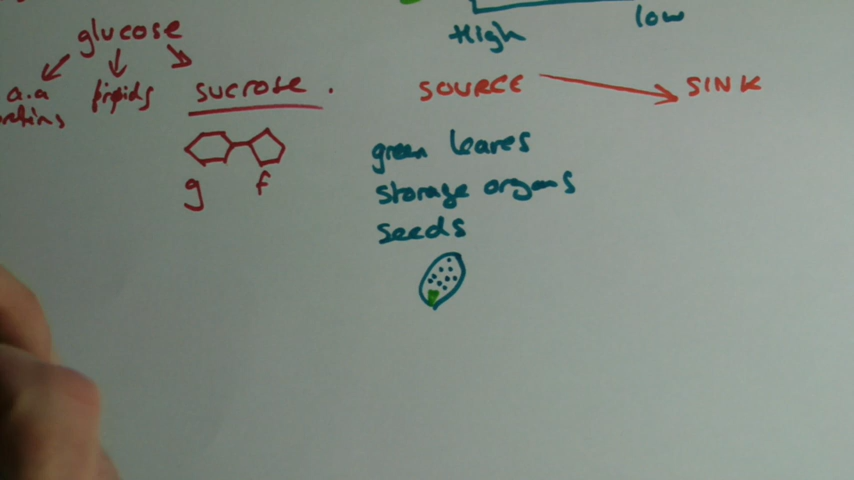 glucose
a.a lipids sucrose.
g f
High low
SOURCE SINK
green leaves
storage organs
seeds